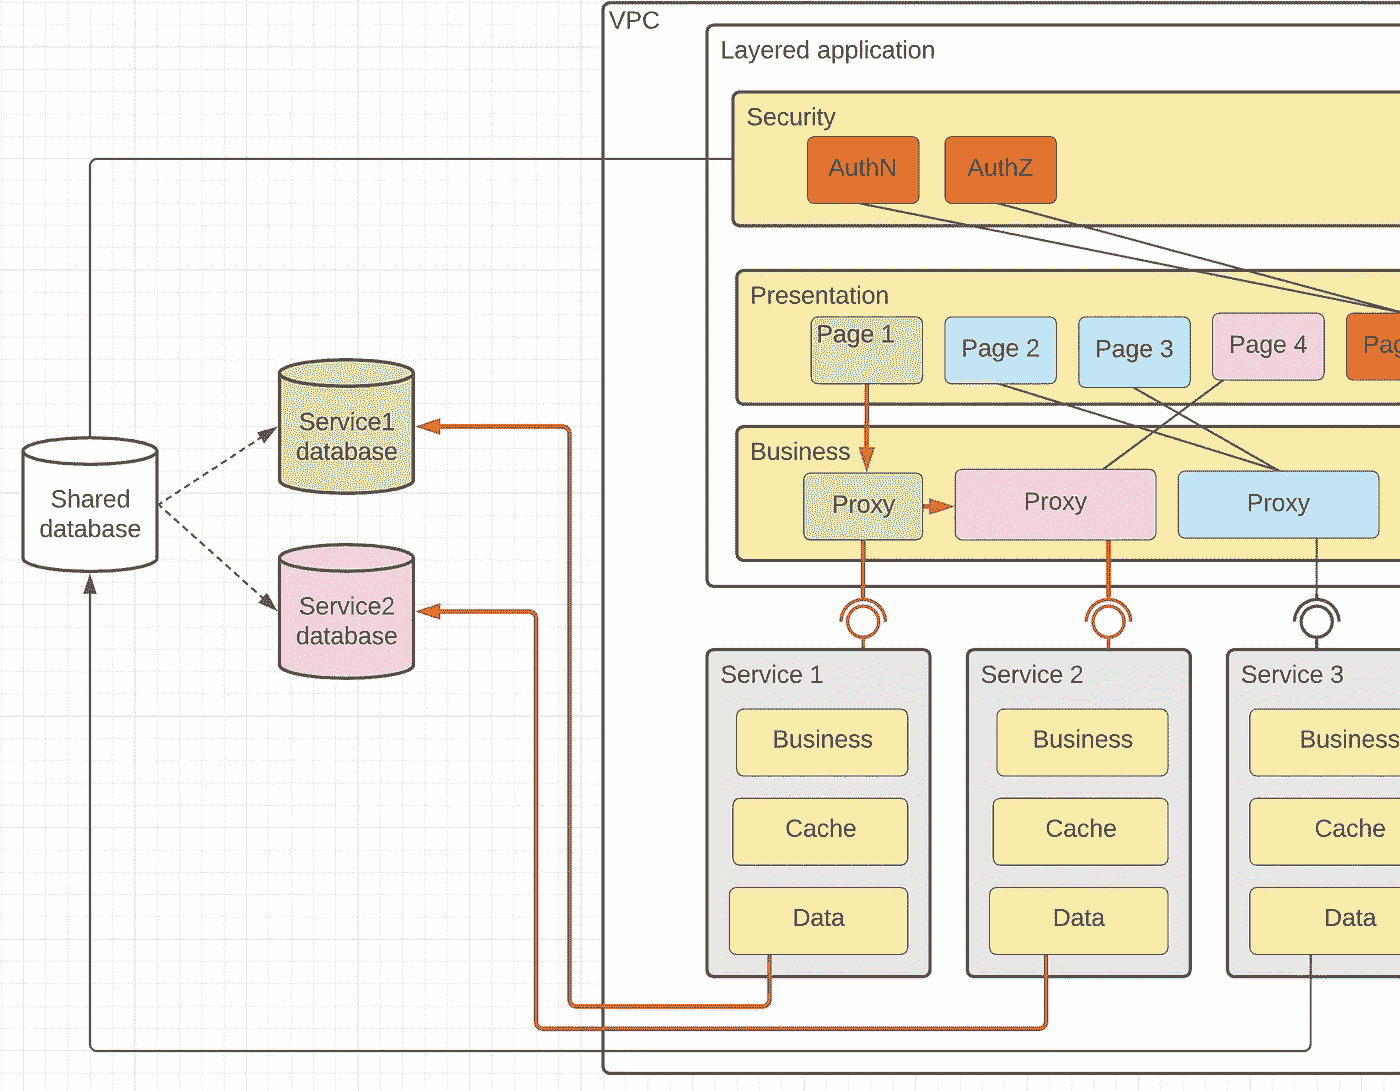 VPC
Layered application
Security
AuthN
AuthZ
Presentation
Page 1
Page 2
Page 3
Page 4
Pag
Business
Proxy
Proxy
Proxy
Service1
database
Shared
database
Service2
database
Service 1
Business
Cache
Data
Service 2
Business
Cache
Data
Service 3
Business
Cache
Data